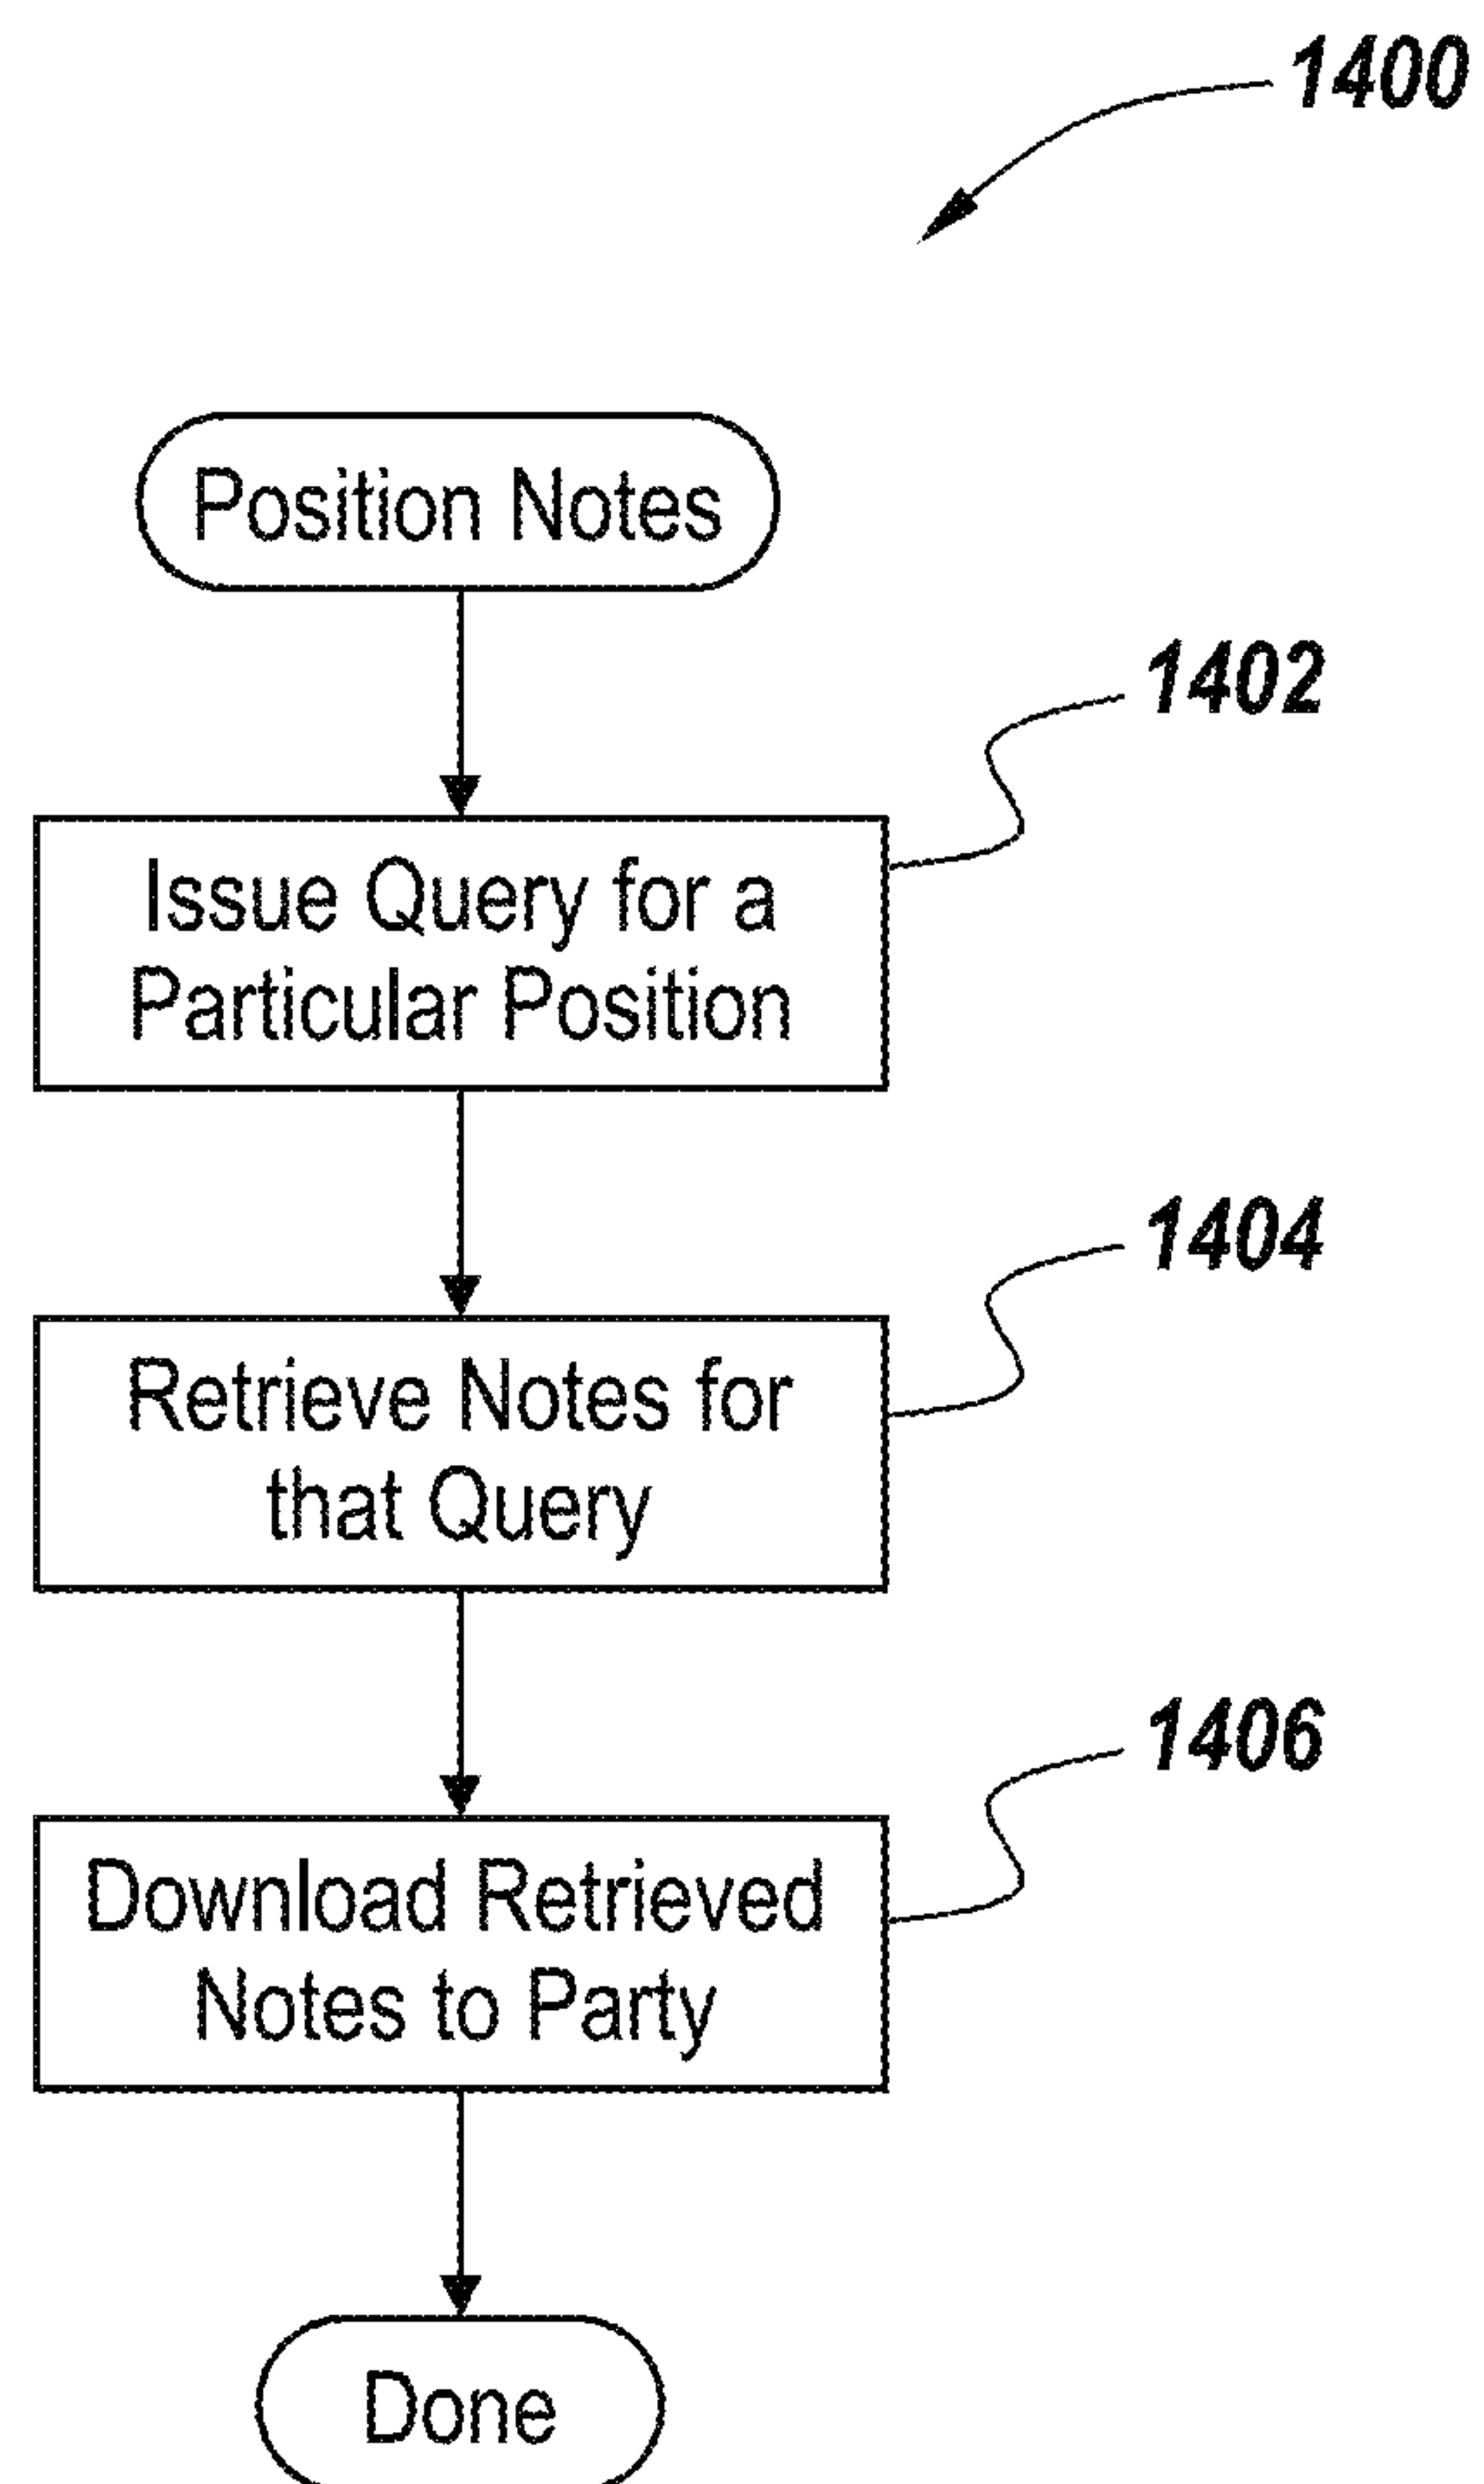 1400
Position Notes
1402
Issue Query for a
Particular Position
1404
Retrieve Notes for
that Query
1406
Download Retrieved
Notes to Party
Done